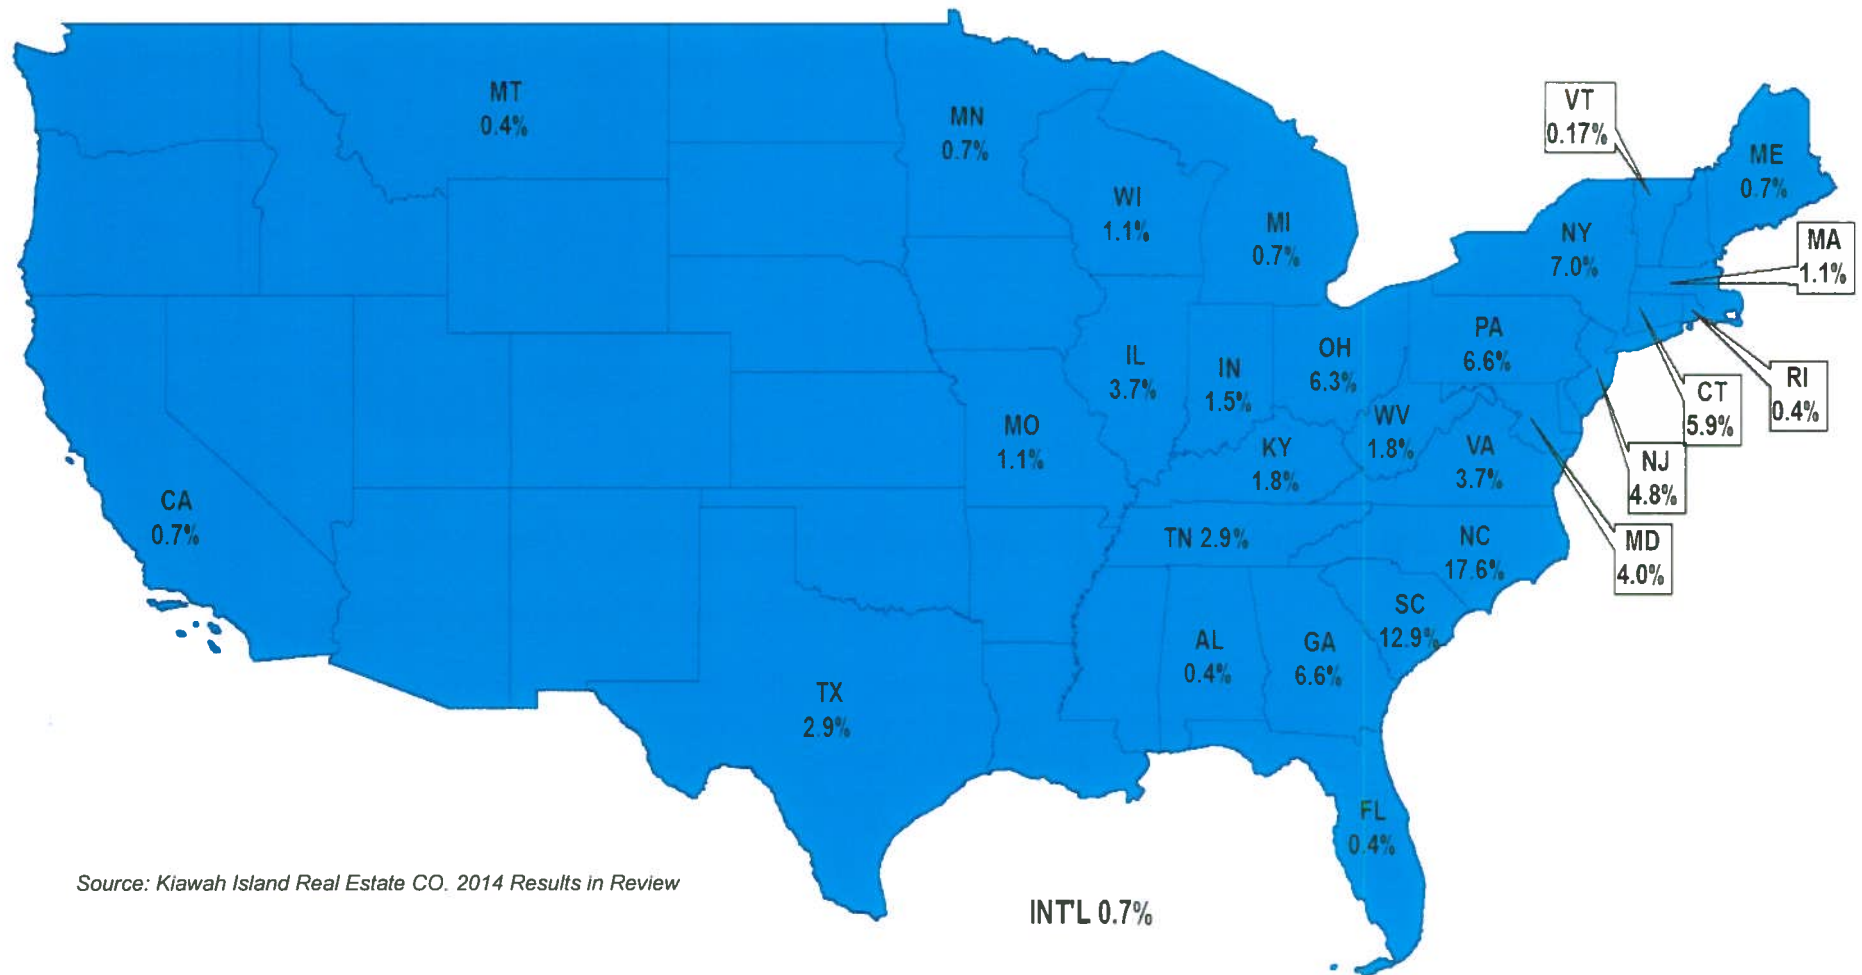 MT
0.4%
MN
0.7%
VT
0.17%
ME
0.7%
WI
1.1%
MI
0.7%
NY
7.0%
MA
1.1%
IL
3.7%
IN
1.5%
OH
6.3%
PA
6.6%
RI
0.4%
CT
5.9%
MO
1.1%
KY
1.8%
WV
1.8%
VA
3.7%
NJ
4.8%
CA
0.7%
TN 2.9%
NC
17.6%
MD
4.0%
SC
12.9%
AL
0.4%
GA
6.6%
TX
2.9%
FL
0.4%
Source: Kiawah Island Real Estate CO. 2014 Results in Review
INT'L 0.7%